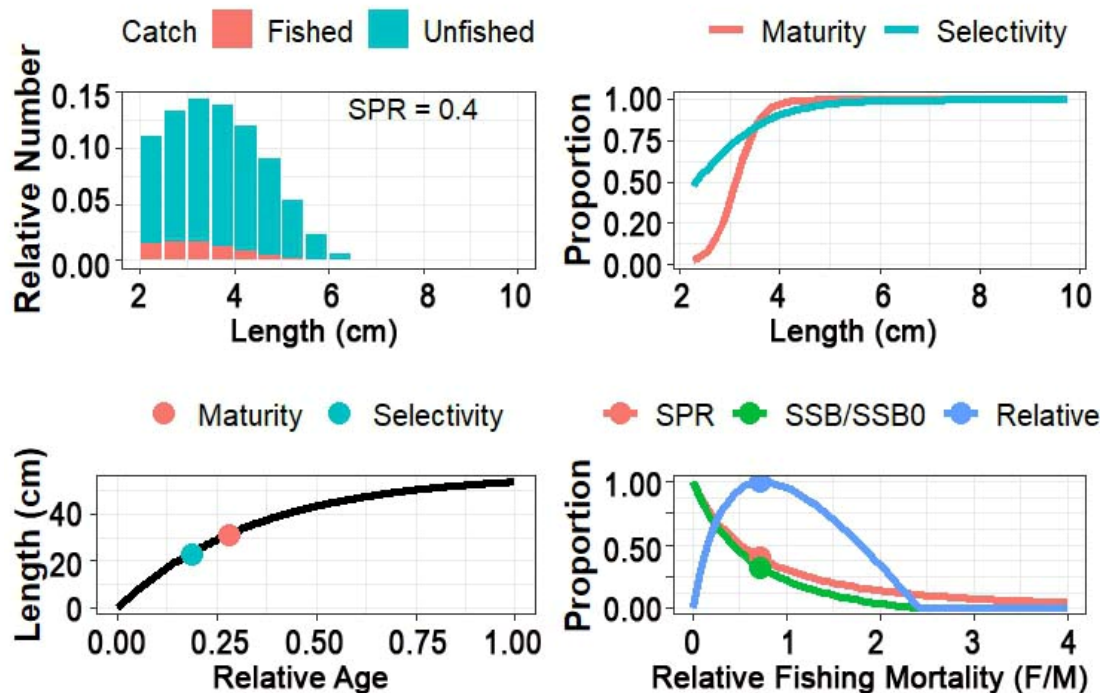 Catch Fished Unfished
Relative Number
0.15
0.10
0.05
0.00
SPR = 0.4
2 4 6 8 10
Length (cm)
Maturity Selectivity
Proportion
1.00
0.75
0.50
0.20
0.00
2 4 6 8 10
Length (cm)
Maturity Selectivity
Length (cm)
40
20
0
0.00 0.25 0.50 0.75 1.00
Relative Age
SPR SSB/SSB0 Relative
Proportion
1.00
0.50
0.00
0 1 2 3 4
Relative Fishing Mortality (F/M)